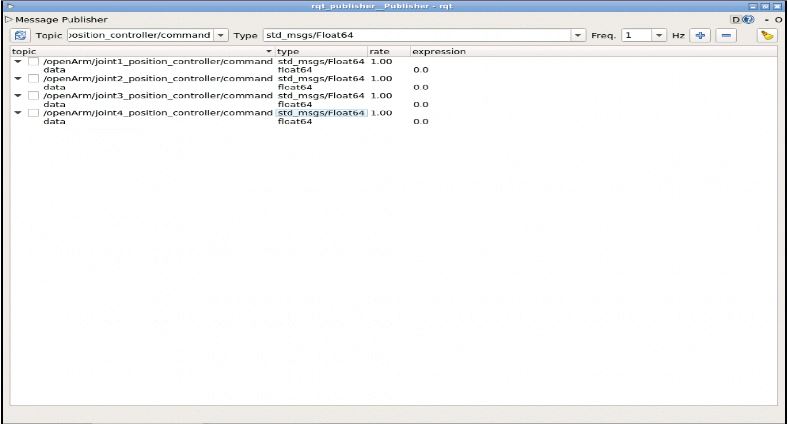 rqt_publisher__Publisher - rqt
Message Publisher D - O
Topic osition_controller/command Type std_msgs/Float64 Freq. 1 Hz
topic type rate expression
/openArm/joint1_position_controller/command std_msgs/Float64 1.00
data float64 0.0
/openArm/joint2_position_controller/command std_msgs/Float64 1.00
data float64 0.0
/openArm/joint3_position_controller/command std_msgs/Float64 1.00
data float64 0.0
/openArm/joint4_position_controller/command std_msgs/Float64 1.00
data float64 0.0